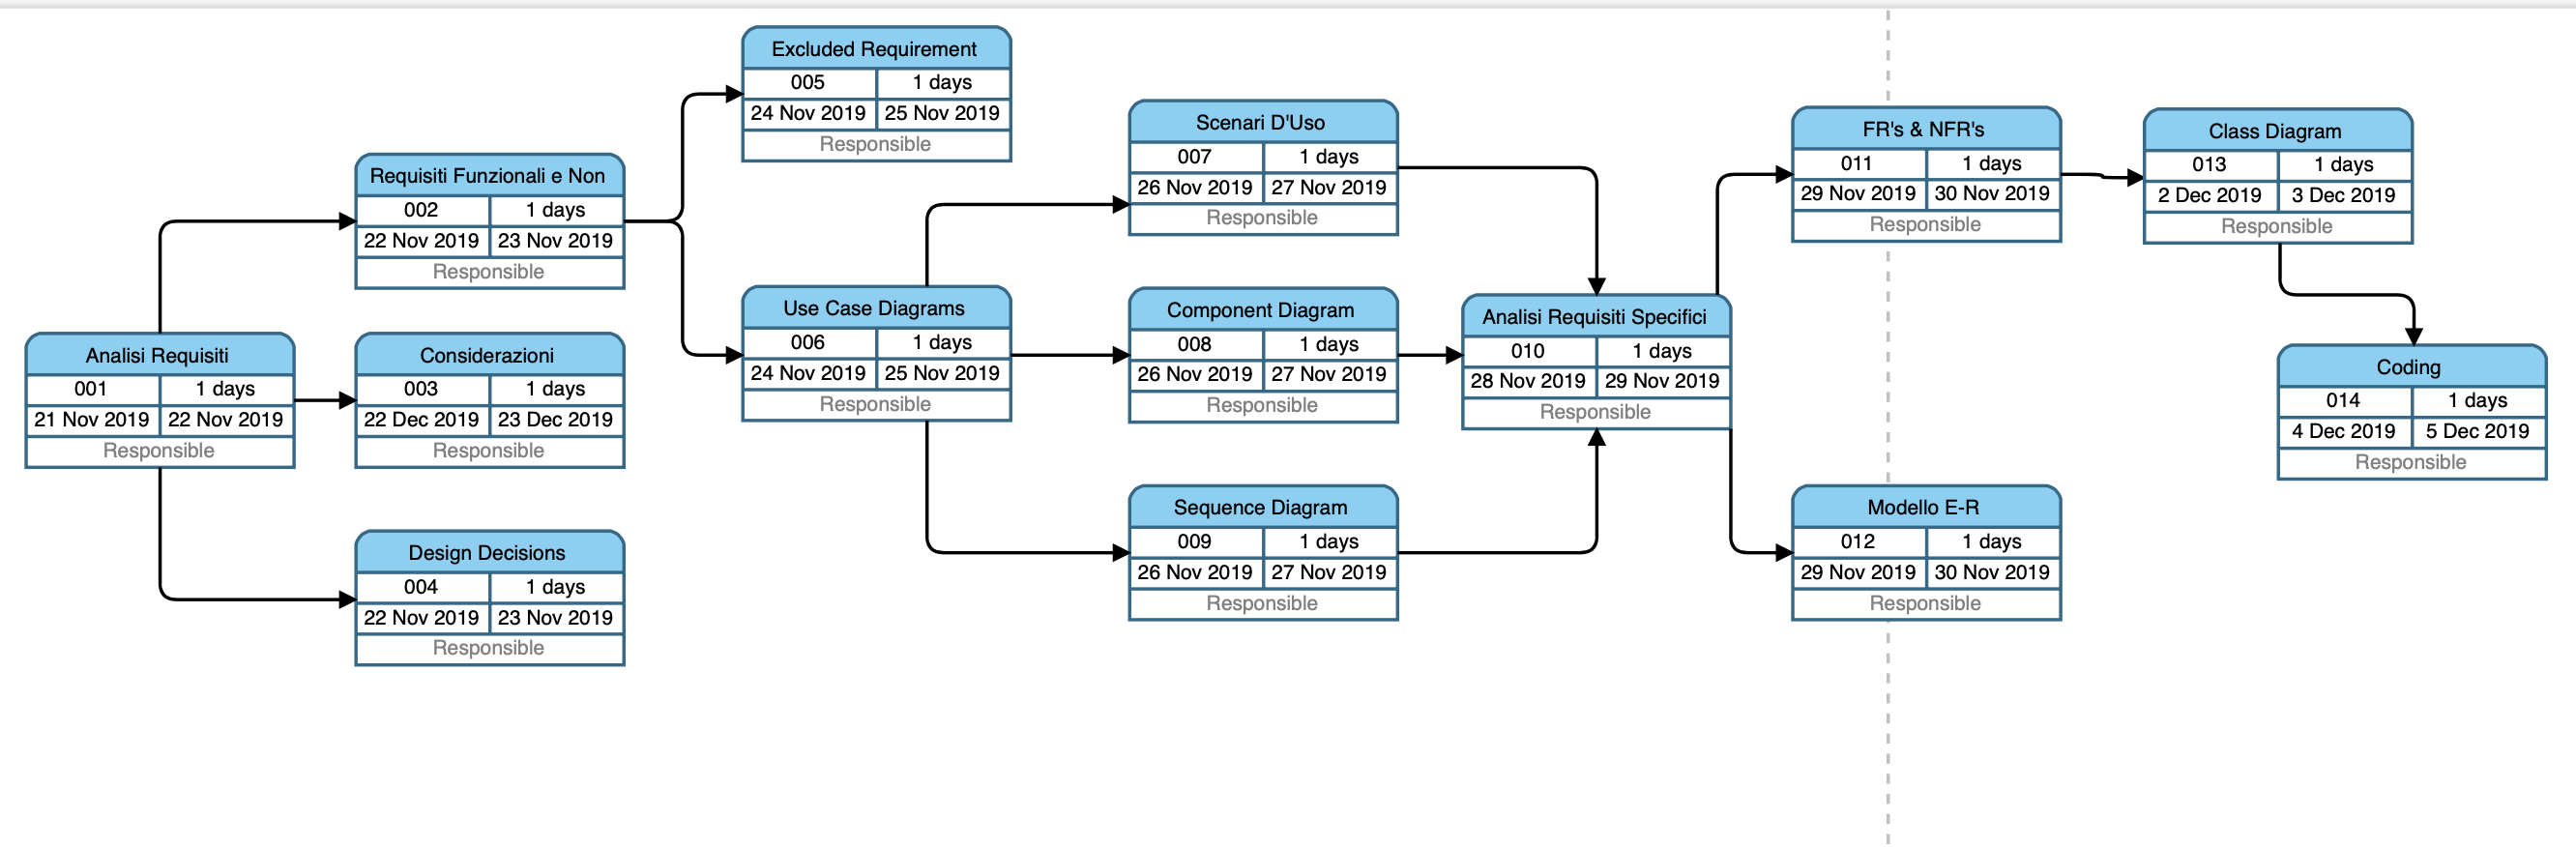 Analisi Requisiti
001 1 days
21 Nov 2019 22 Nov 2019
Responsible
Requisiti Funzionali e Non
002 1 days
22 Nov 2019 23 Nov 2019
Responsible
Considerazioni
003 1 days
22 Dec 2019 23 Dec 2019
Responsible
Design Decisions
004 1 days
22 Nov 2019 23 Nov 2019
Responsible
Excluded Requirement
005 1 days
24 Nov 2019 25 Nov 2019
Responsible
Use Case Diagrams
006 1 days
24 Nov 2019 25 Nov 2019
Responsible
Scenari D'Uso
007 1 days
26 Nov 2019 27 Nov 2019
Responsible
Component Diagram
008 1 days
26 Nov 2019 27 Nov 2019
Responsible
Sequence Diagram
009 1 days
26 Nov 2019 27 Nov 2019
Responsible
Analisi Requisiti Specifici
010 1 days
28 Nov 2019 29 Nov 2019
Responsible
FR's & NFR's
011 1 days
29 Nov 2019 30 Nov 2019
Responsible
Modello E-R
012 1 days
29 Nov 2019 30 Nov 2019
Responsible
Class Diagram
013 1 days
2 Dec 2019 3 Dec 2019
Responsible
Coding
014 1 days
4 Dec 2019 5 Dec 2019
Responsible